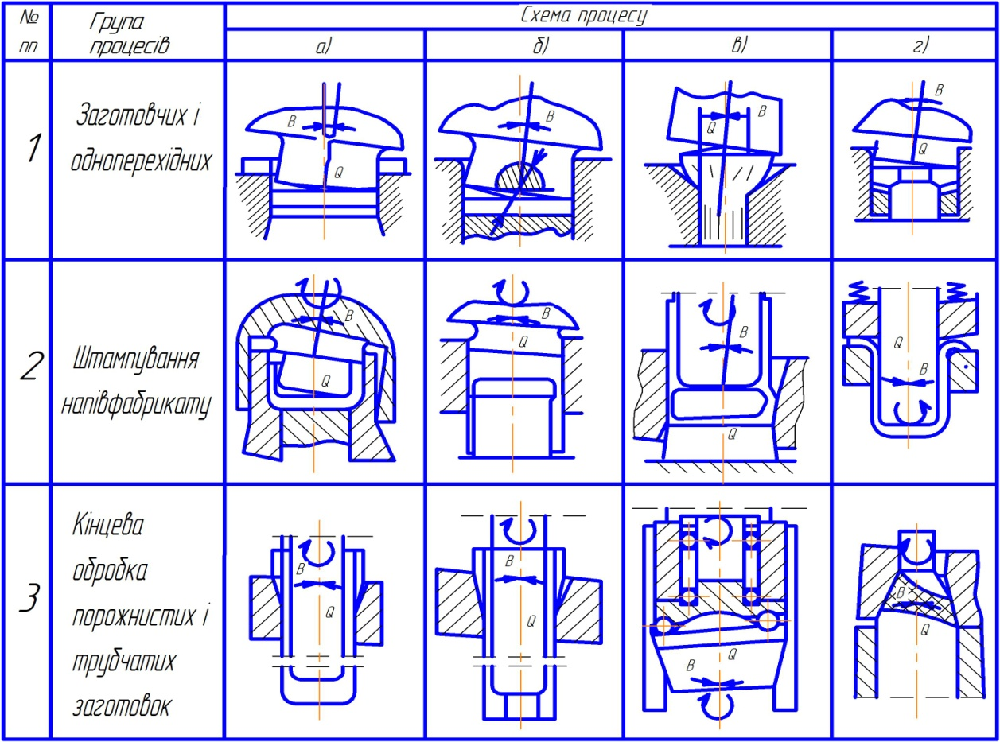 № пп
Група процесів
Схема процесу
а)
б)
в)
г)
1
Заготовчих і
одноперехідних
В
Q
В
Q
Q
В
В
Q
2
Штампування
напівфабрикату
В
Q
В
Q
В
Q
Q
В
3
Кінцева
обробка
порожнистих і
трубчатих
заготовок
В
Q
В
Q
Q
В
В
Q